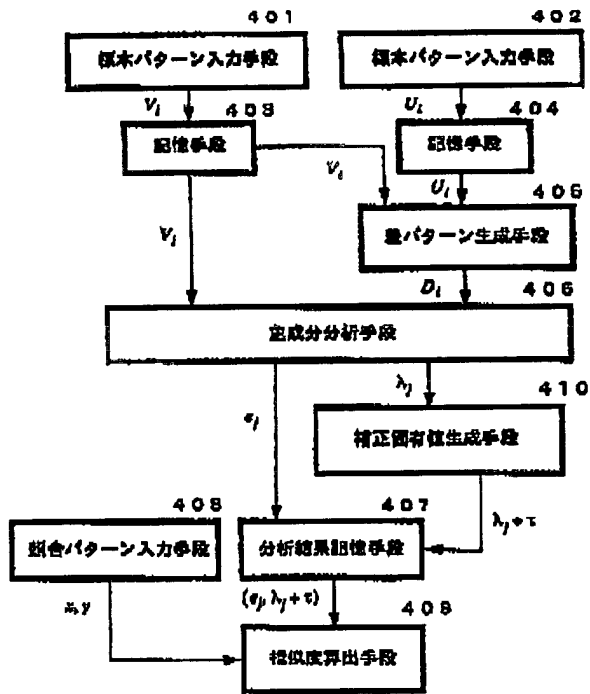 401
標本パターン入力手段
402
標本パターン入力手段
Vi
403
記憶手段
Ui
404
記憶手段
Vi
Ui
405
差パターン生成手段
Vi
Di
406
主成分分析手段
λj
410
補正固有値生成手段
ej
408
照合パターン入力手段
407
分析結果記憶手段
λj+τ
x, y
(ej, λj+τ)
409
類似度算出手段